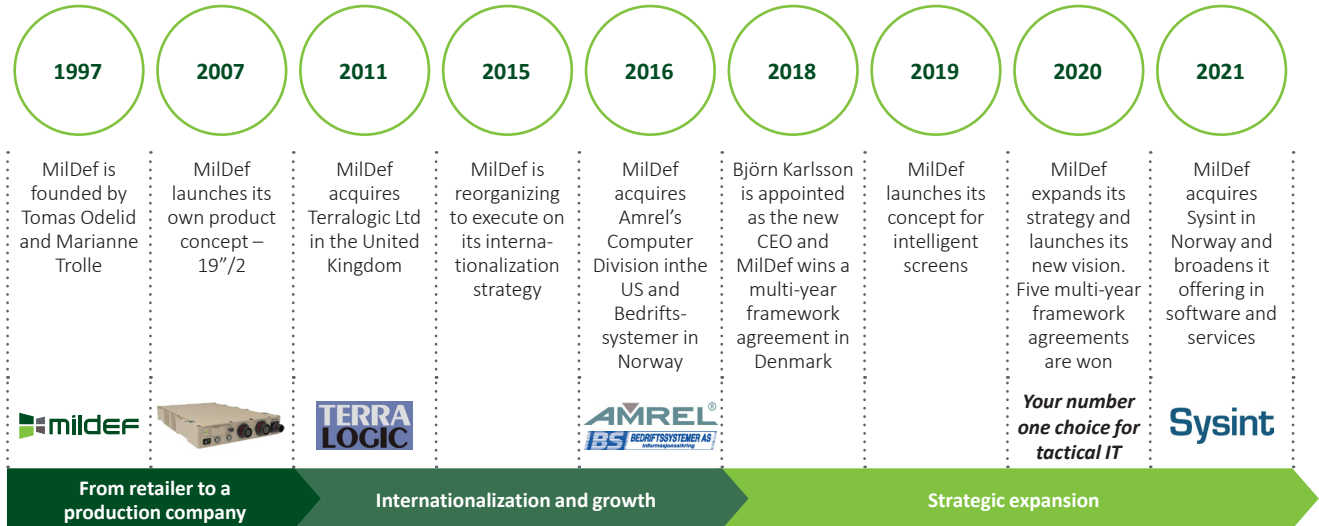 1997
2007
2011
2015
2016
2018
2019
2020
2021
MilDef is
founded by
Tomas Odelid
and Marianne
Trolle
MilDef
launches its
own product
concept –
19”/2
MilDef
acquires
Terralogic Ltd
in the United
Kingdom
MilDef is
reorganizing
to execute on
its interna-
tionalization
strategy
MilDef
acquires
Amrel’s
Computer
Division inthe
US and
Bedrifts-
systemer in
Norway
Björn Karlsson
is appointed
as the new
CEO and
MilDef wins a
multi-year
framework
agreement in
Denmark
MilDef
launches its
concept for
intelligent
screens
MilDef
expands its
strategy and
launches its
new vision.
Five multi-year
framework
agreements
are won
MilDef
acquires
Sysint in
Norway and
broadens it
offering in
software and
services
mildef
TERRA
LOGIC
AMREL®
BS BEDRIFTSSYSTEMER AS
informasjonssikring
Your number
one choice for
tactical IT
Sysint
From retailer to a
production company
Internationalization and growth
Strategic expansion